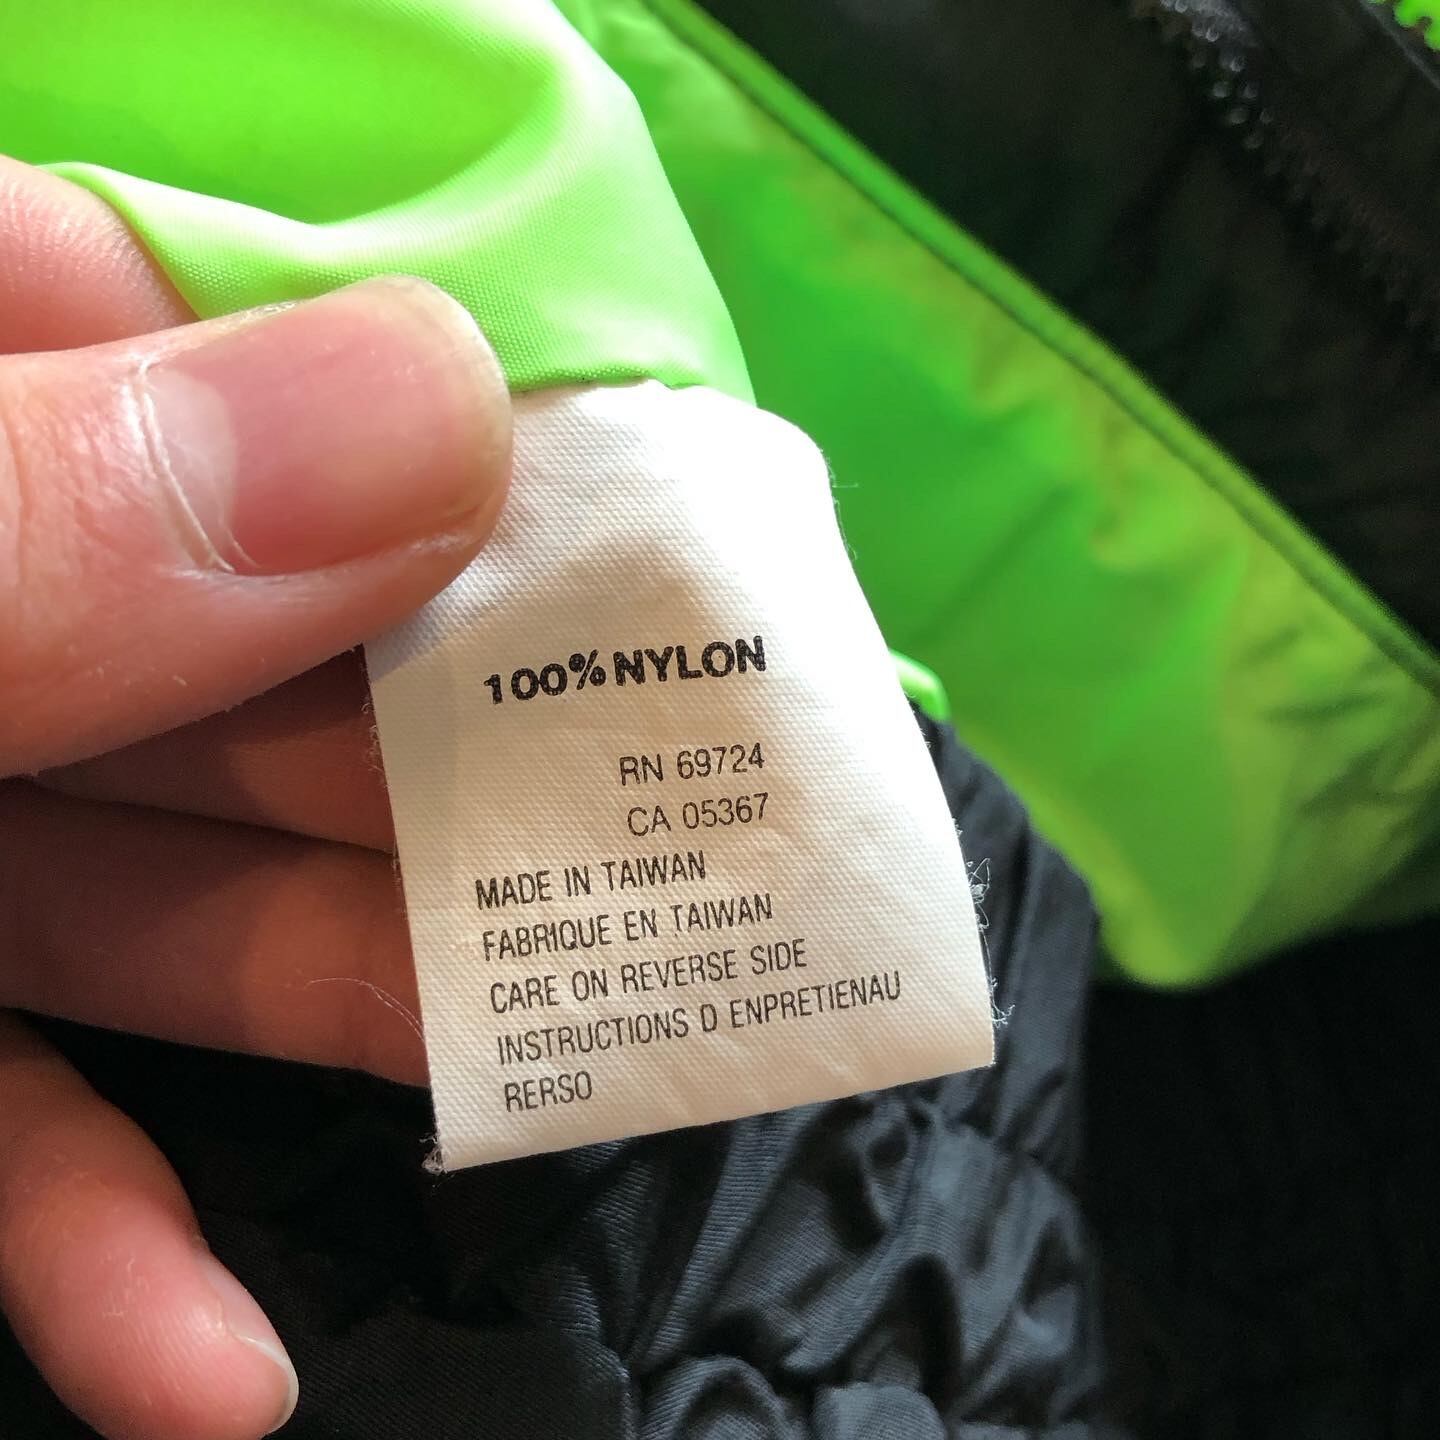 100% NYLON
RN 69724
CA 05367
MADE IN TAIWAN
FABRIQUE EN TAIWAN
CARE ON REVERSE SIDE
INSTRUCTIONS D ENPRETIENAU
RERSO